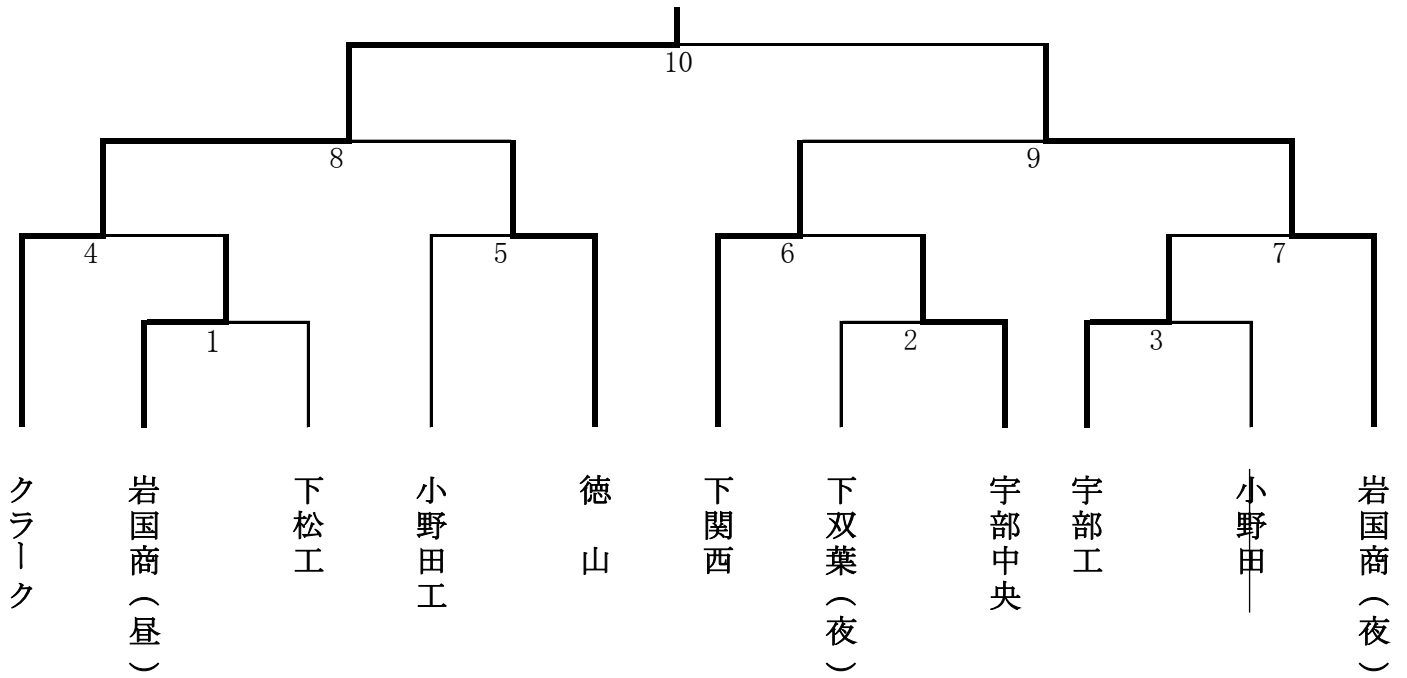 10
8
9
4
5
6
7
1
2
3
クラーク
岩国商（昼）
下松工
小野田工
徳山
下関西
下双葉（夜）
宇部中央
宇部工
小野田
岩国商（夜）